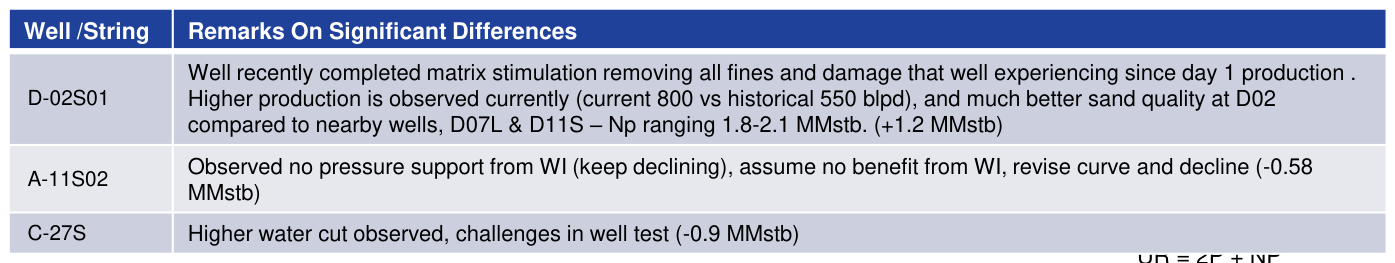 Well /String Remarks On Significant Differences
D-02S01 Well recently completed matrix stimulation removing all fines and damage that well experiencing since day 1 production .
Higher production is observed currently (current 800 vs historical 550 blpd), and much better sand quality at D02
compared to nearby wells, D07L & D11S – Np ranging 1.8-2.1 MMstb. (+1.2 MMstb)
A-11S02 Observed no pressure support from WI (keep declining), assume no benefit from WI, revise curve and decline (-0.58
MMstb)
C-27S Higher water cut observed, challenges in well test (-0.9 MMstb)
UR = 2P + NP